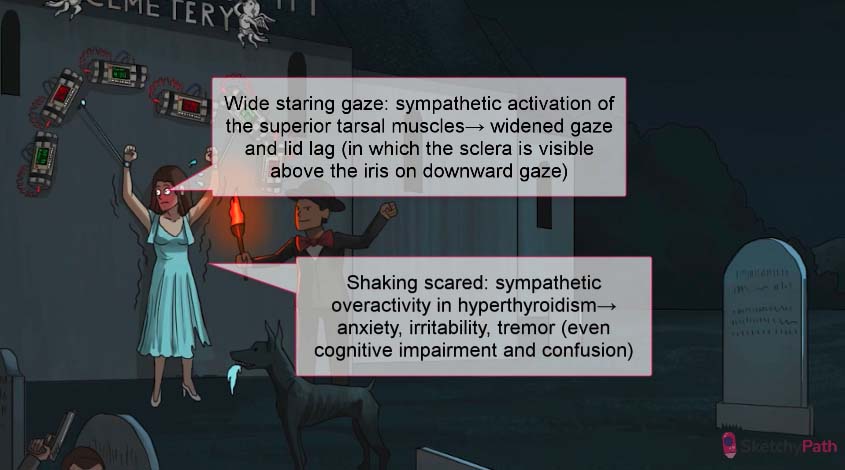 CEMETERY
Wide staring gaze: sympathetic activation of
the superior tarsal muscles→ widened gaze
and lid lag (in which the sclera is visible
above the iris on downward gaze)
Shaking scared: sympathetic
overactivity in hyperthyroidism→
anxiety, irritability, tremor (even
cognitive impairment and confusion)
SketchyPath